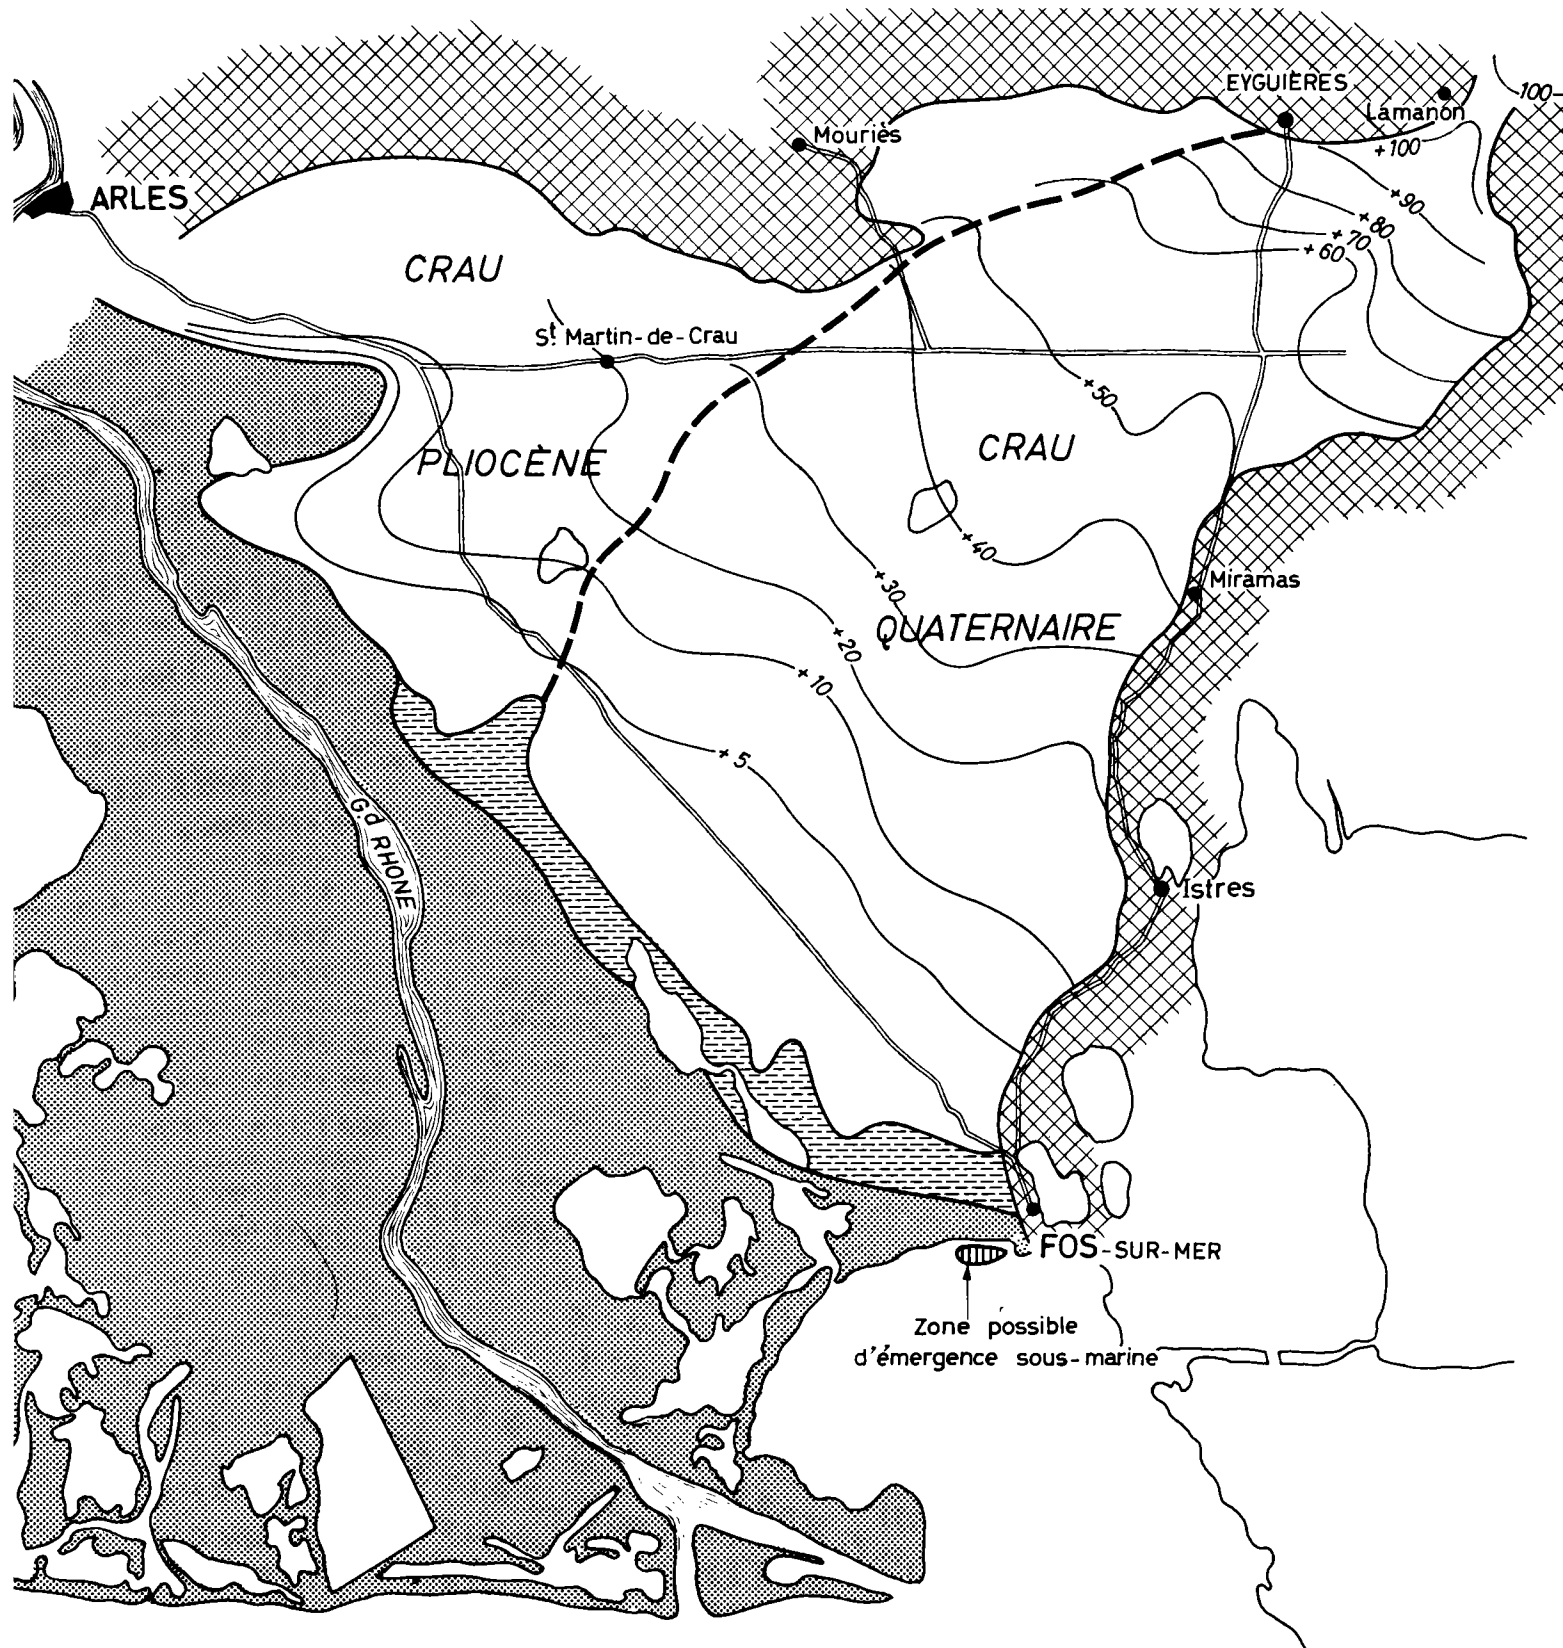 EYGUIÈRES
Lamanon
100
Mouriès
+100
ARLES
+90
+80
+70
+60
CRAU
St Martin-de-Crau
+50
CRAU
PLIOCÈNE
+40
Miramas
+30
QUATERNAIRE
+20
+10
+5
G.d RHONE
Istres
FOS-SUR-MER
Zone possible
d'émergence sous-marine